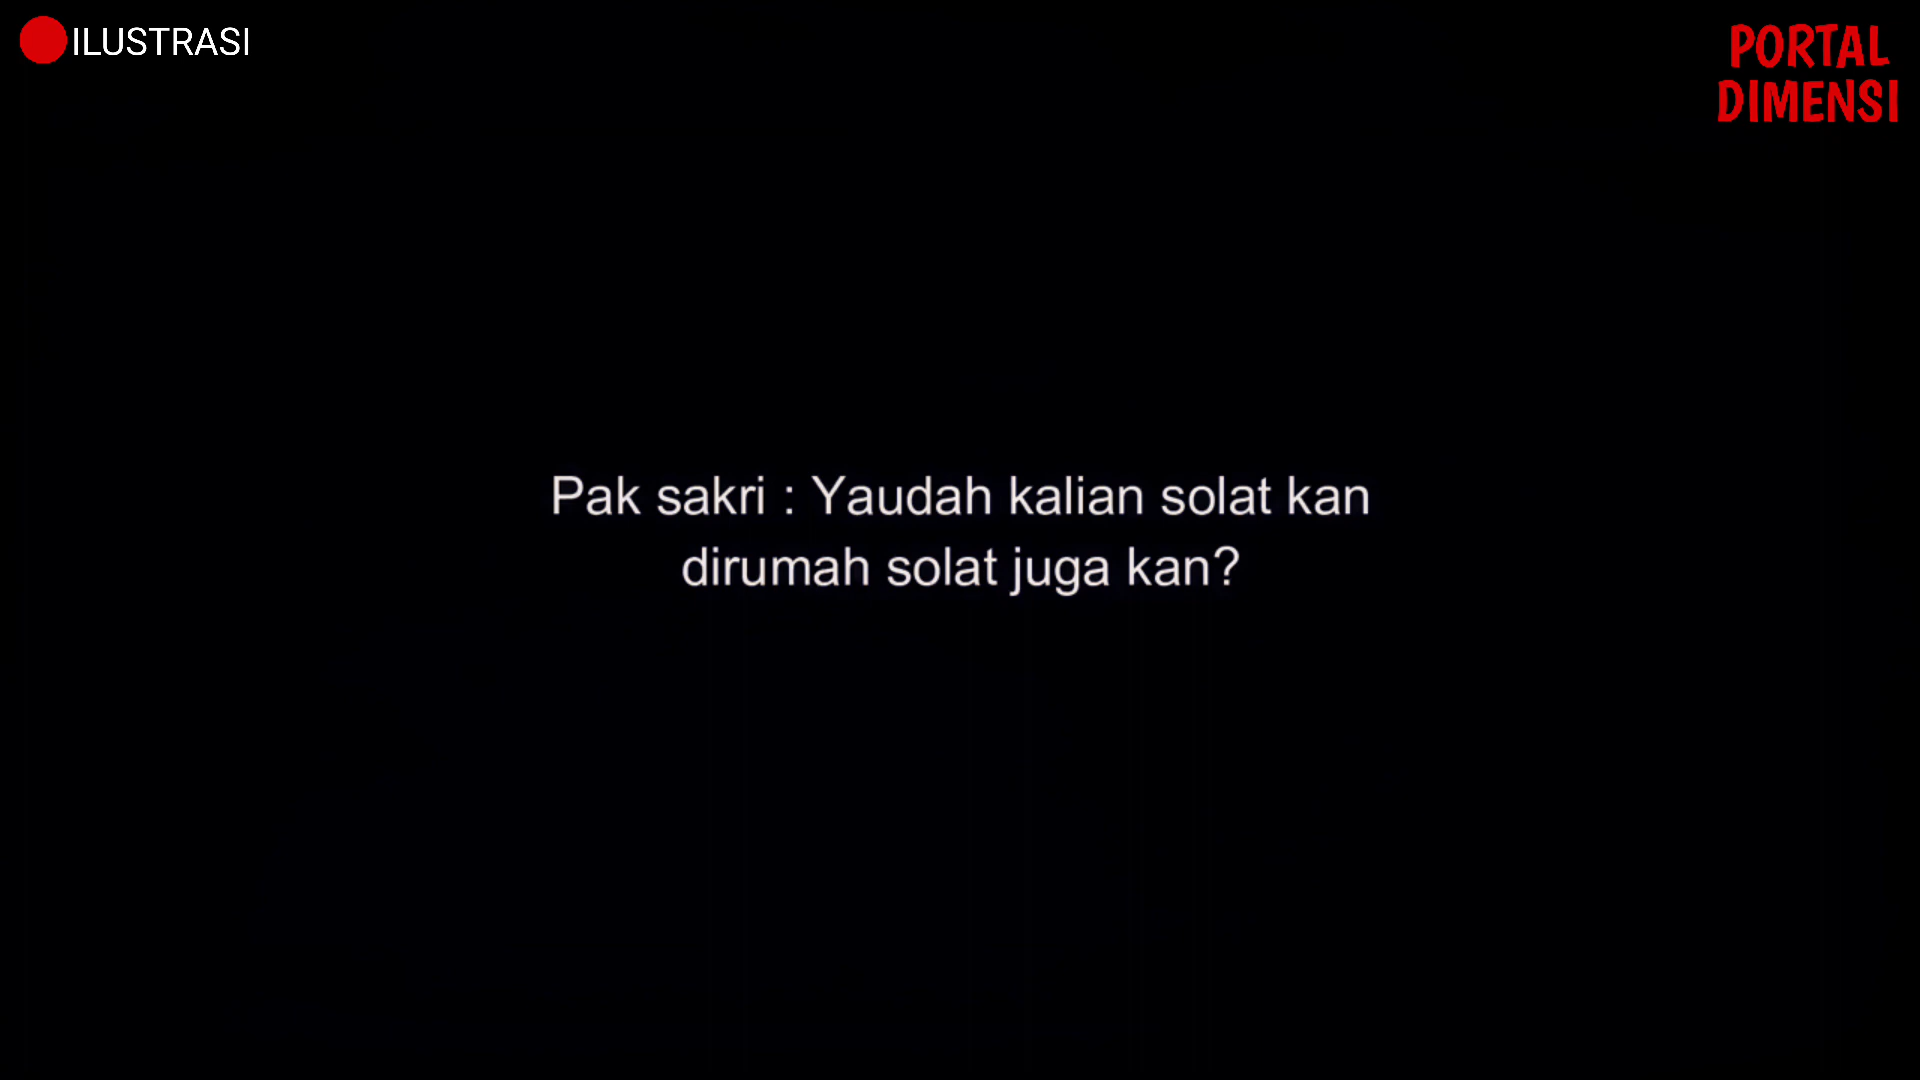 ILUSTRASI
PORTAL
DIMENSI
Pak sakri : Yaudah kalian solat kan
dirumah solat juga kan?